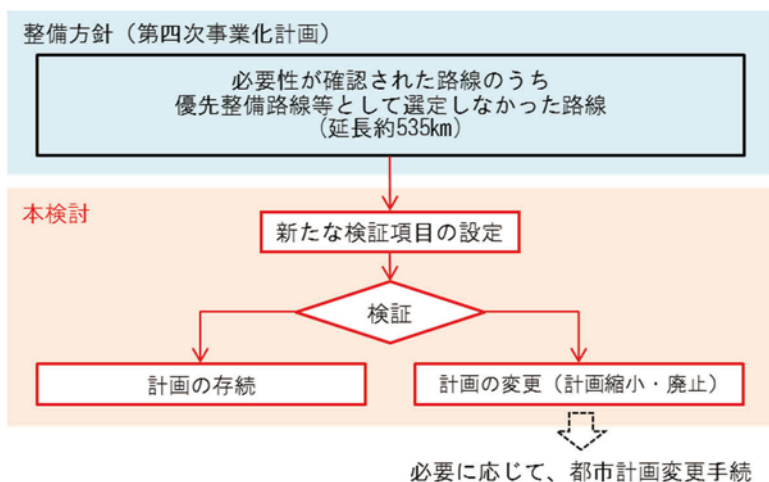 整備方針（第四次事業化計画）
必要性が確認された路線のうち
優先整備路線等として選定しなかった路線
（延長約535km）
本検討
新たな検証項目の設定
検証
計画の存続
計画の変更（計画縮小・廃止）
必要に応じて、都市計画変更手続